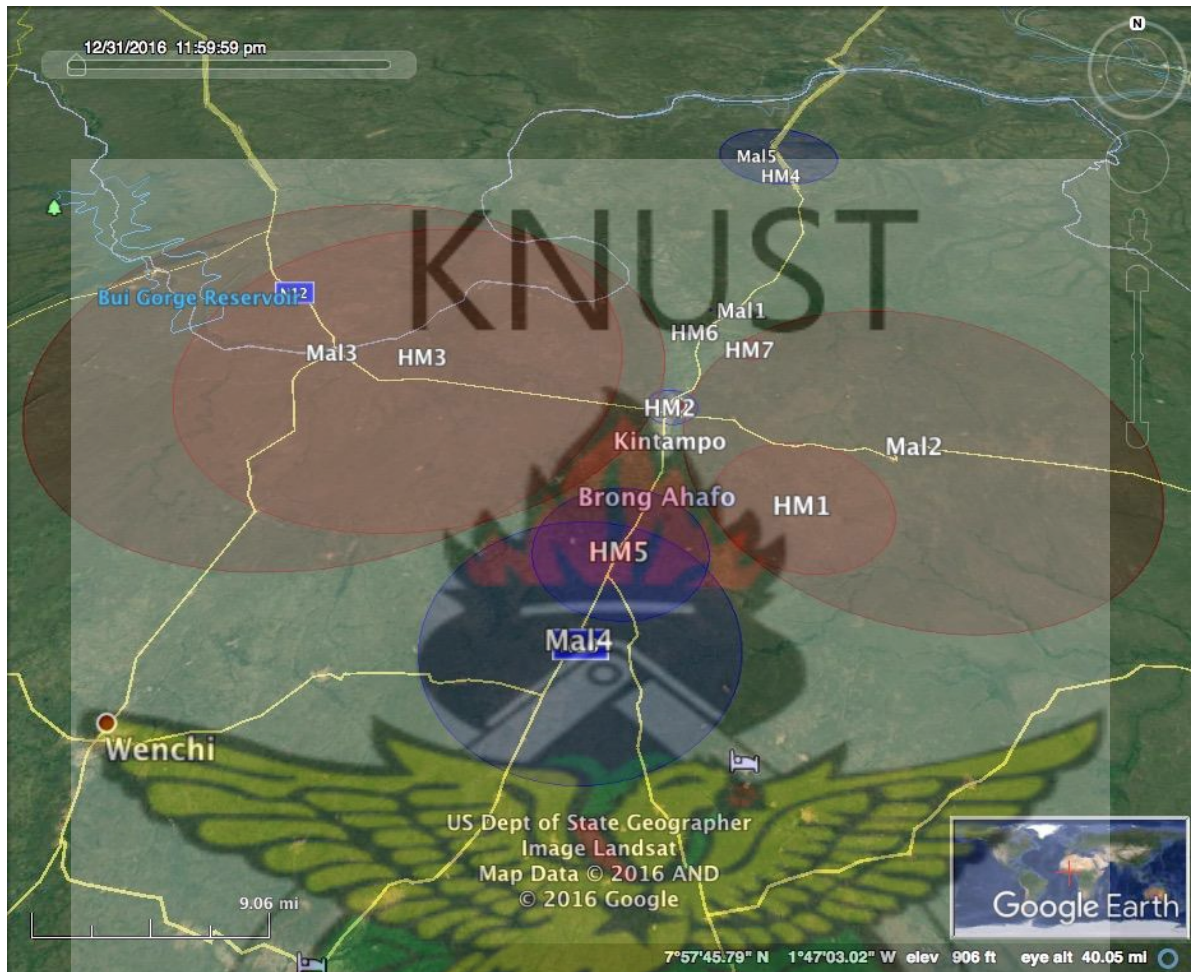 12/31/2016 11:59:59 pm
N
Mal5
HM4
KNUST
Bui Gorge Reservoir
N12
Mal1
HM6
HM7
Mal3
HM3
HM2
Kintampo
Mal2
Brong Ahafo
HM1
HM5
Mal4
Wenchi
US Dept of State Geographer
Image Landsat
Map Data © 2016 AND
© 2016 Google
9.06 mi
Google Earth
7°57'45.79" N 1°47'03.02" W elev 906 ft eye alt 40.05 mi